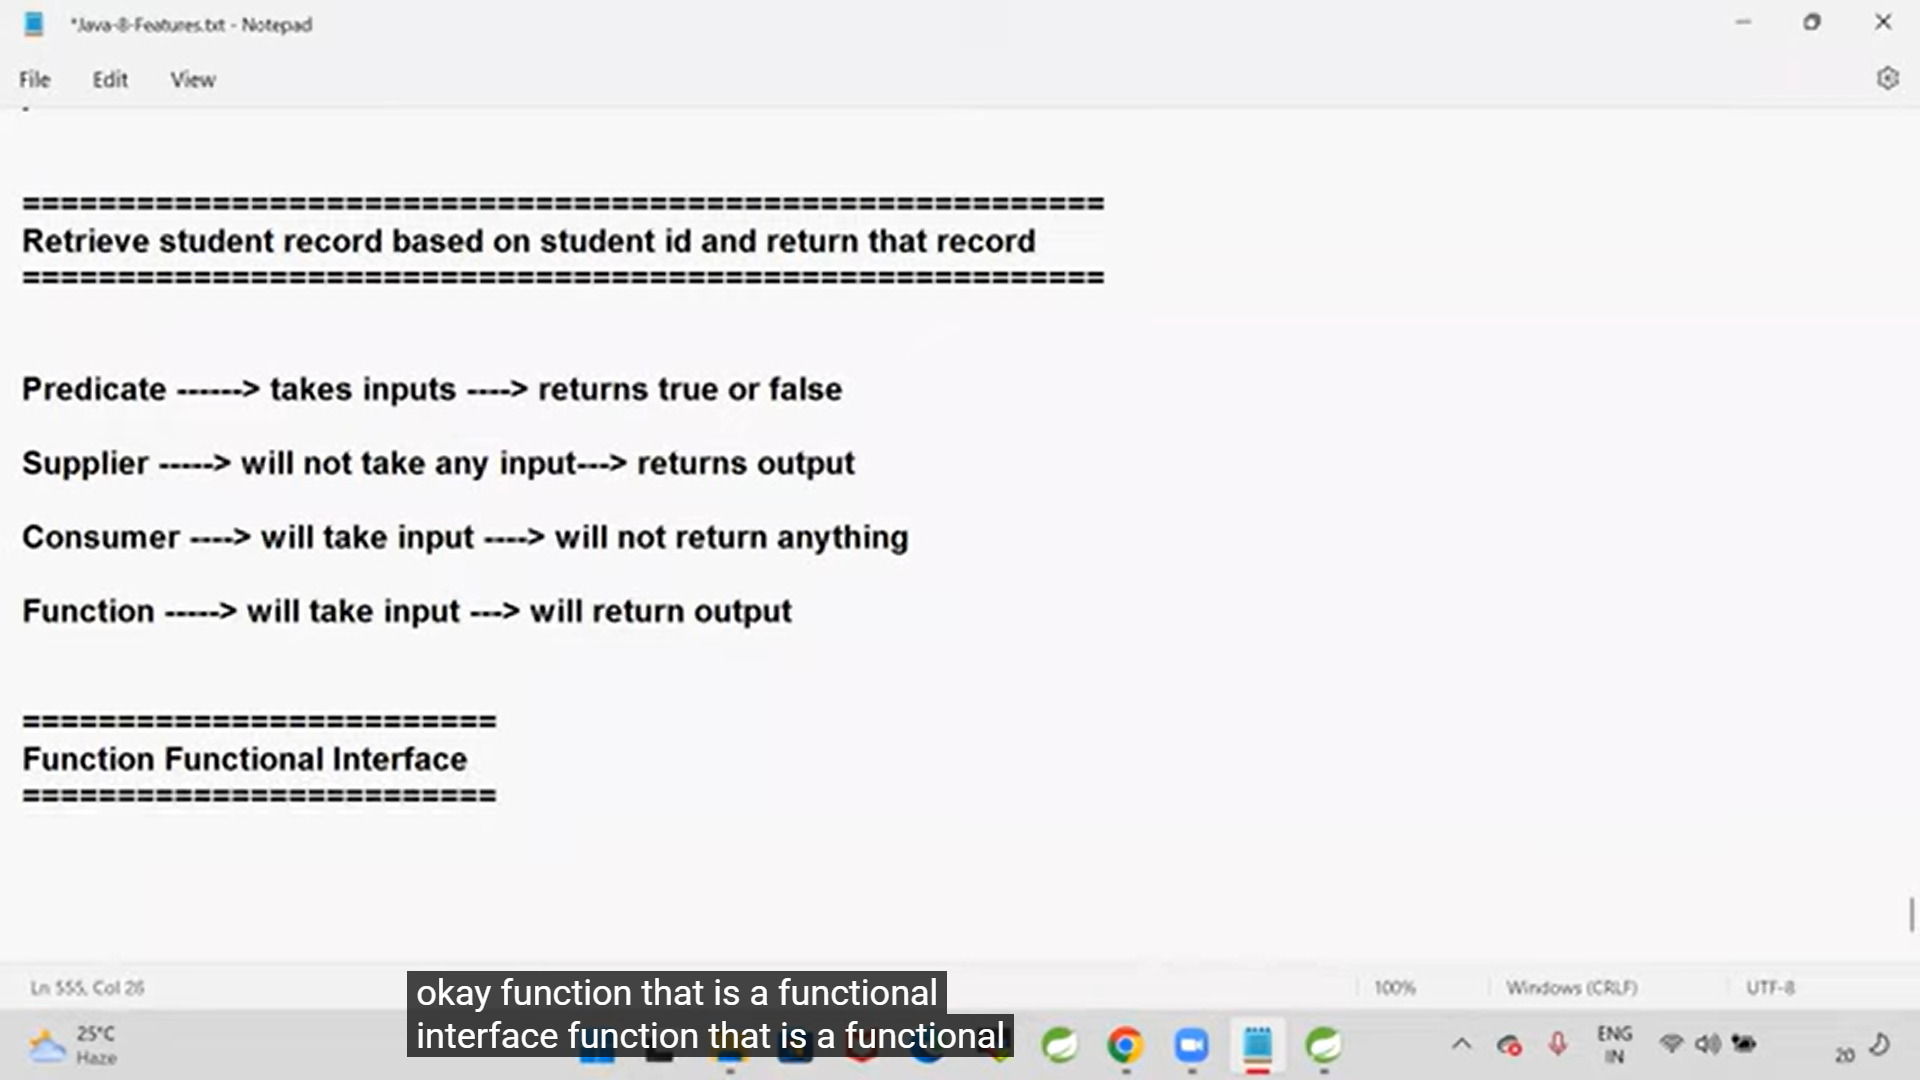 *Java-8-Features.txt - Notepad
File Edit View
=========================================================
Retrieve student record based on student id and return that record
=========================================================
Predicate ------> takes inputs ----> returns true or false
Supplier -----> will not take any input---> returns output
Consumer ----> will take input ----> will not return anything
Function -----> will take input ---> will return output
=========================
Function Functional Interface
=========================
Ln 555, Col 26 100% Windows (CRLF) UTF-8
okay function that is a functional
interface function that is a functional
25°C
Haze
ENG
IN
20